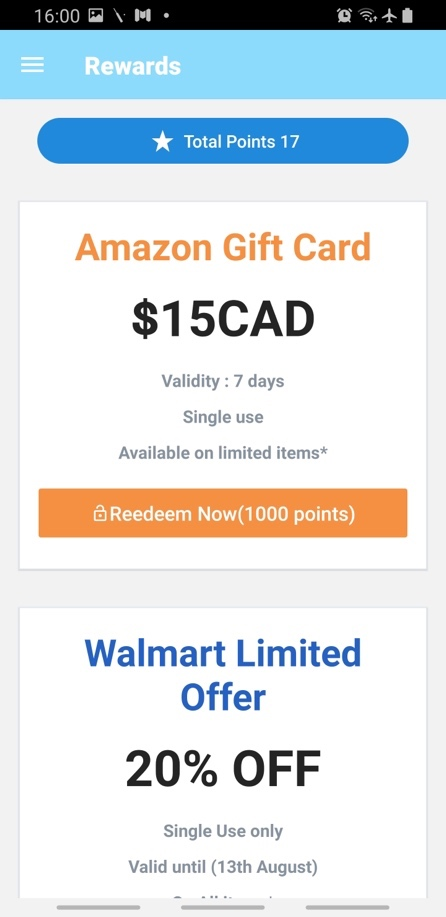 16:00
Rewards
Total Points 17
Amazon Gift Card
$15CAD
Validity : 7 days
Single use
Available on limited items*
Reedeem Now(1000 points)
Walmart Limited
Offer
20% OFF
Single Use only
Valid until (13th August)